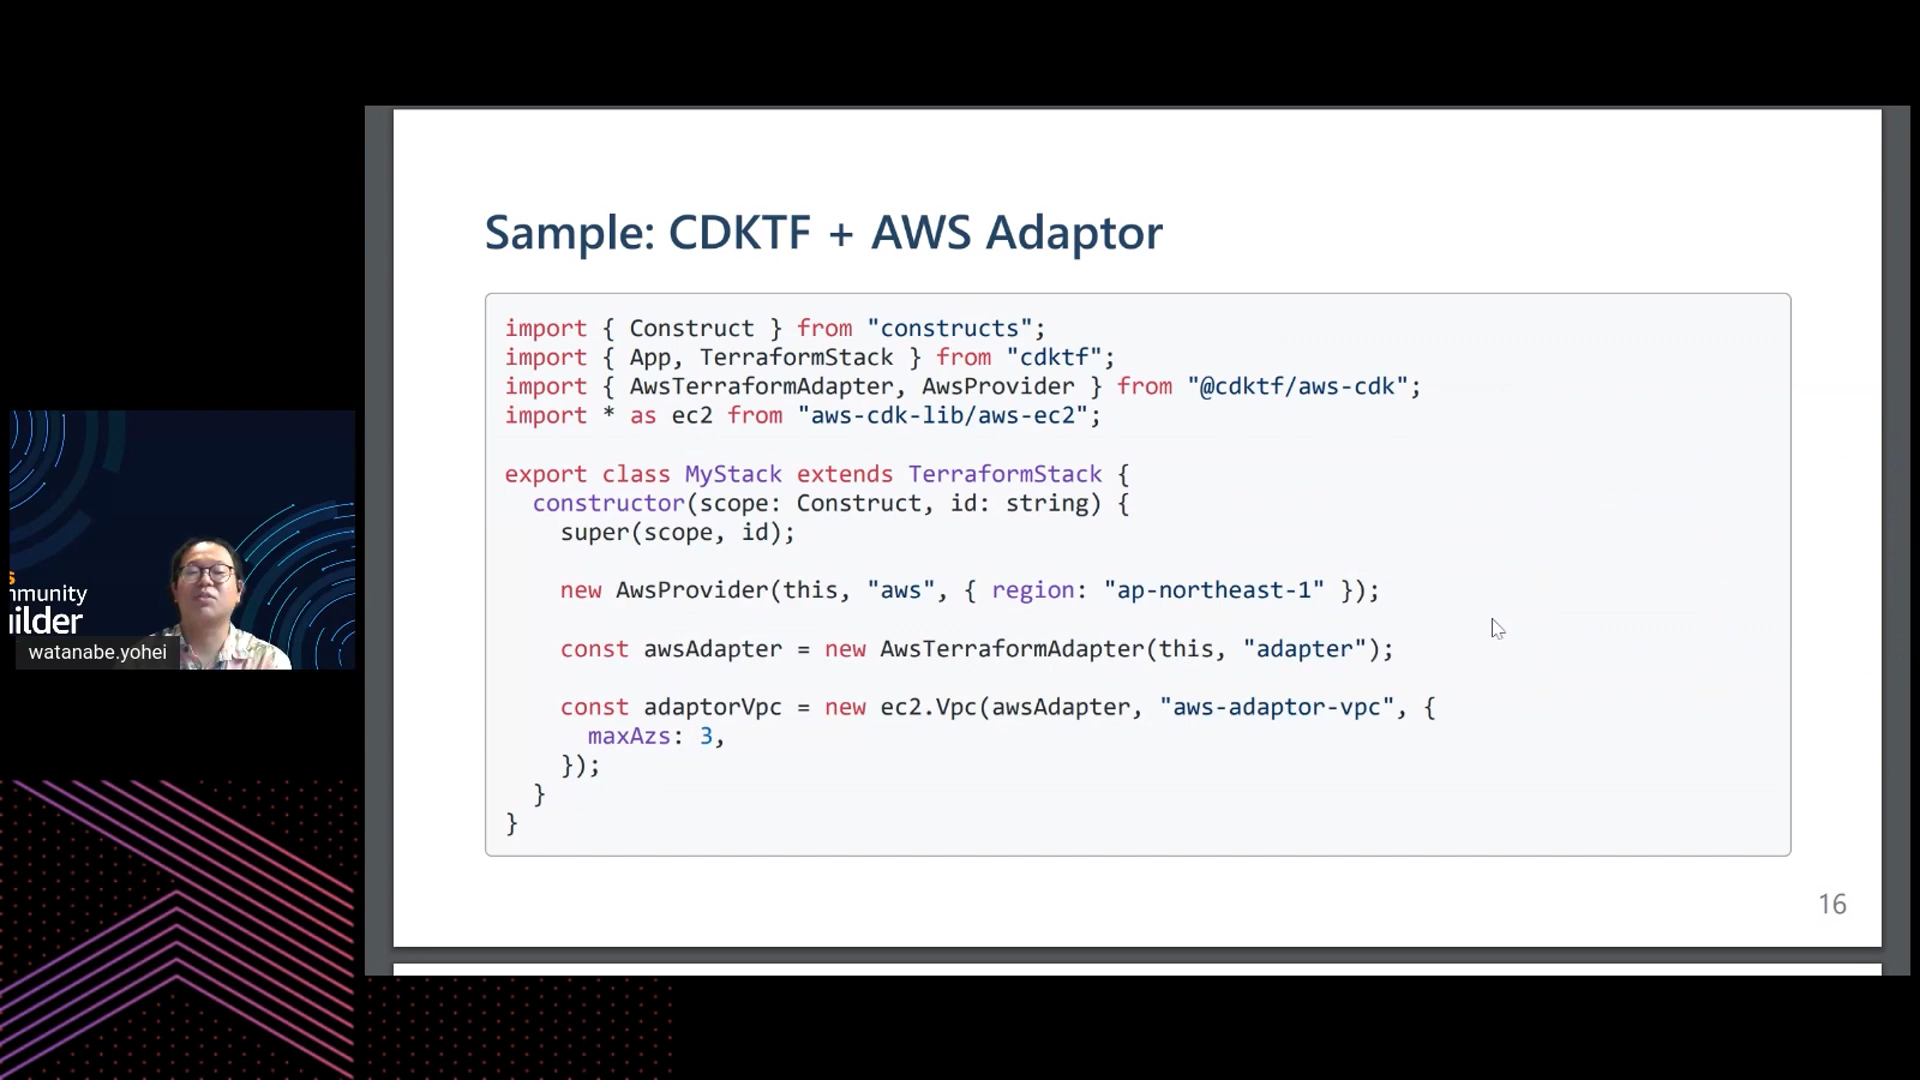 Sample: CDKTF + AWS Adaptor
import { Construct } from "constructs";
import { App, TerraformStack } from "cdktf";
import { AwsTerraformAdapter, AwsProvider } from "@cdktf/aws-cdk";
import * as ec2 from "aws-cdk-lib/aws-ec2";
export class MyStack extends TerraformStack {
constructor(scope: Construct, id: string) {
super(scope, id);
new AwsProvider(this, "aws", { region: "ap-northeast-1" });
const awsAdapter = new AwsTerraformAdapter(this, "adapter");
const adaptorVpc = new ec2.Vpc(awsAdapter, "aws-adaptor-vpc", {
maxAzs: 3,
});
}
}
16
s
mmunity
ilder
watanabe.yohei